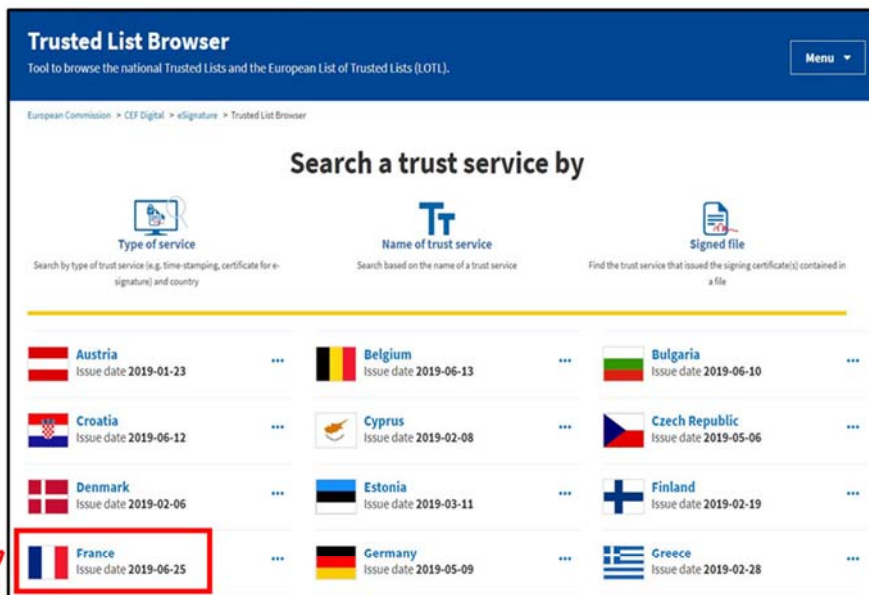 Trusted List Browser
Tool to browse the national Trusted Lists and the European List of Trusted Lists (LOTL).
Menu
European Commission > CEF Digital > eSignature > Trusted List Browser
Search a trust service by
Type of service
Search by type of trust service (e.g. time-stamping, certificate for e-
signature) and country
Name of trust service
Search based on the name of a trust service
Signed file
Find the trust service that issued the signing certificate(s) contained in
a file
Austria
Issue date 2019-01-23
Belgium
Issue date 2019-06-13
Bulgaria
Issue date 2019-06-10
Croatia
Issue date 2019-06-12
Cyprus
Issue date 2019-02-08
Czech Republic
Issue date 2019-05-06
Denmark
Issue date 2019-02-06
Estonia
Issue date 2019-03-11
Finland
Issue date 2019-02-19
France
Issue date 2019-06-25
Germany
Issue date 2019-05-09
Greece
Issue date 2019-02-28